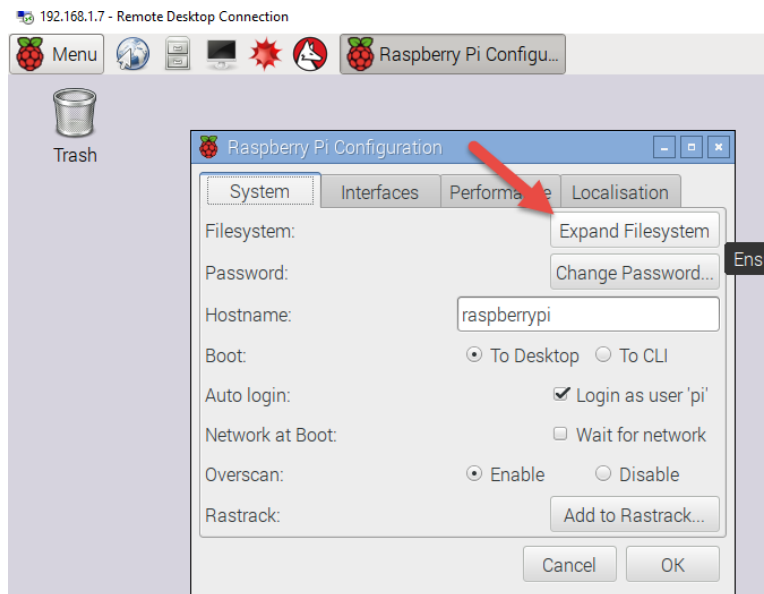 192.168.1.7 - Remote Desktop Connection
Menu Raspberry Pi Configu...
Trash
Raspberry Pi Configuration
System Interfaces Performance Localisation
Filesystem: Expand Filesystem
Ens
Password: Change Password...
Hostname: raspberrypi
Boot: To Desktop To CLI
Auto login: Login as user 'pi'
Network at Boot: Wait for network
Overscan: Enable Disable
Rastrack: Add to Rastrack...
Cancel OK